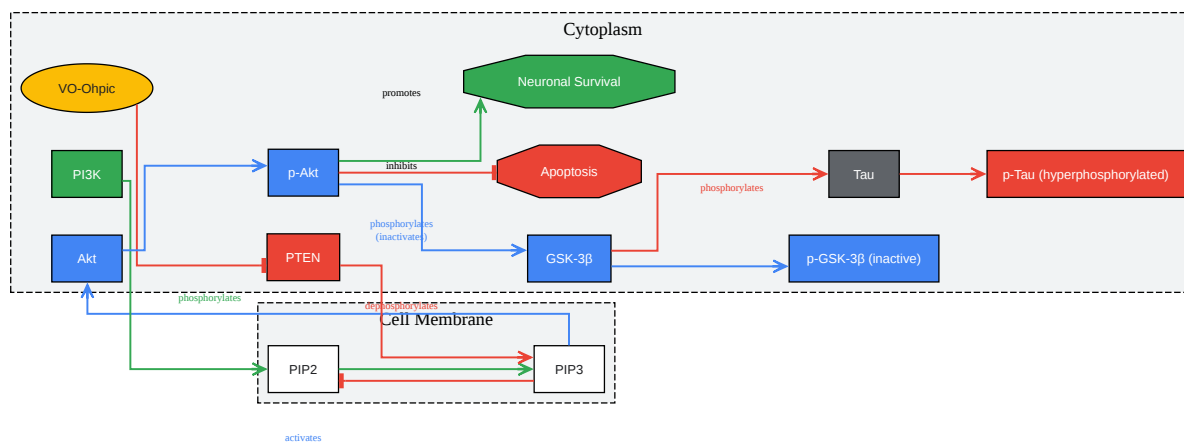 Cytoplasm
VO-Ohpic
promotes
Neuronal Survival
PI3K
p-Akt
inhibits
Apoptosis
phosphorylates
Tau
p-Tau (hyperphosphorylated)
phosphorylates
(inactivates)
Akt
PTEN
GSK-3β
p-GSK-3β (inactive)
phosphorylates
dephosphorylates
Cell Membrane
PIP2
PIP3
activates